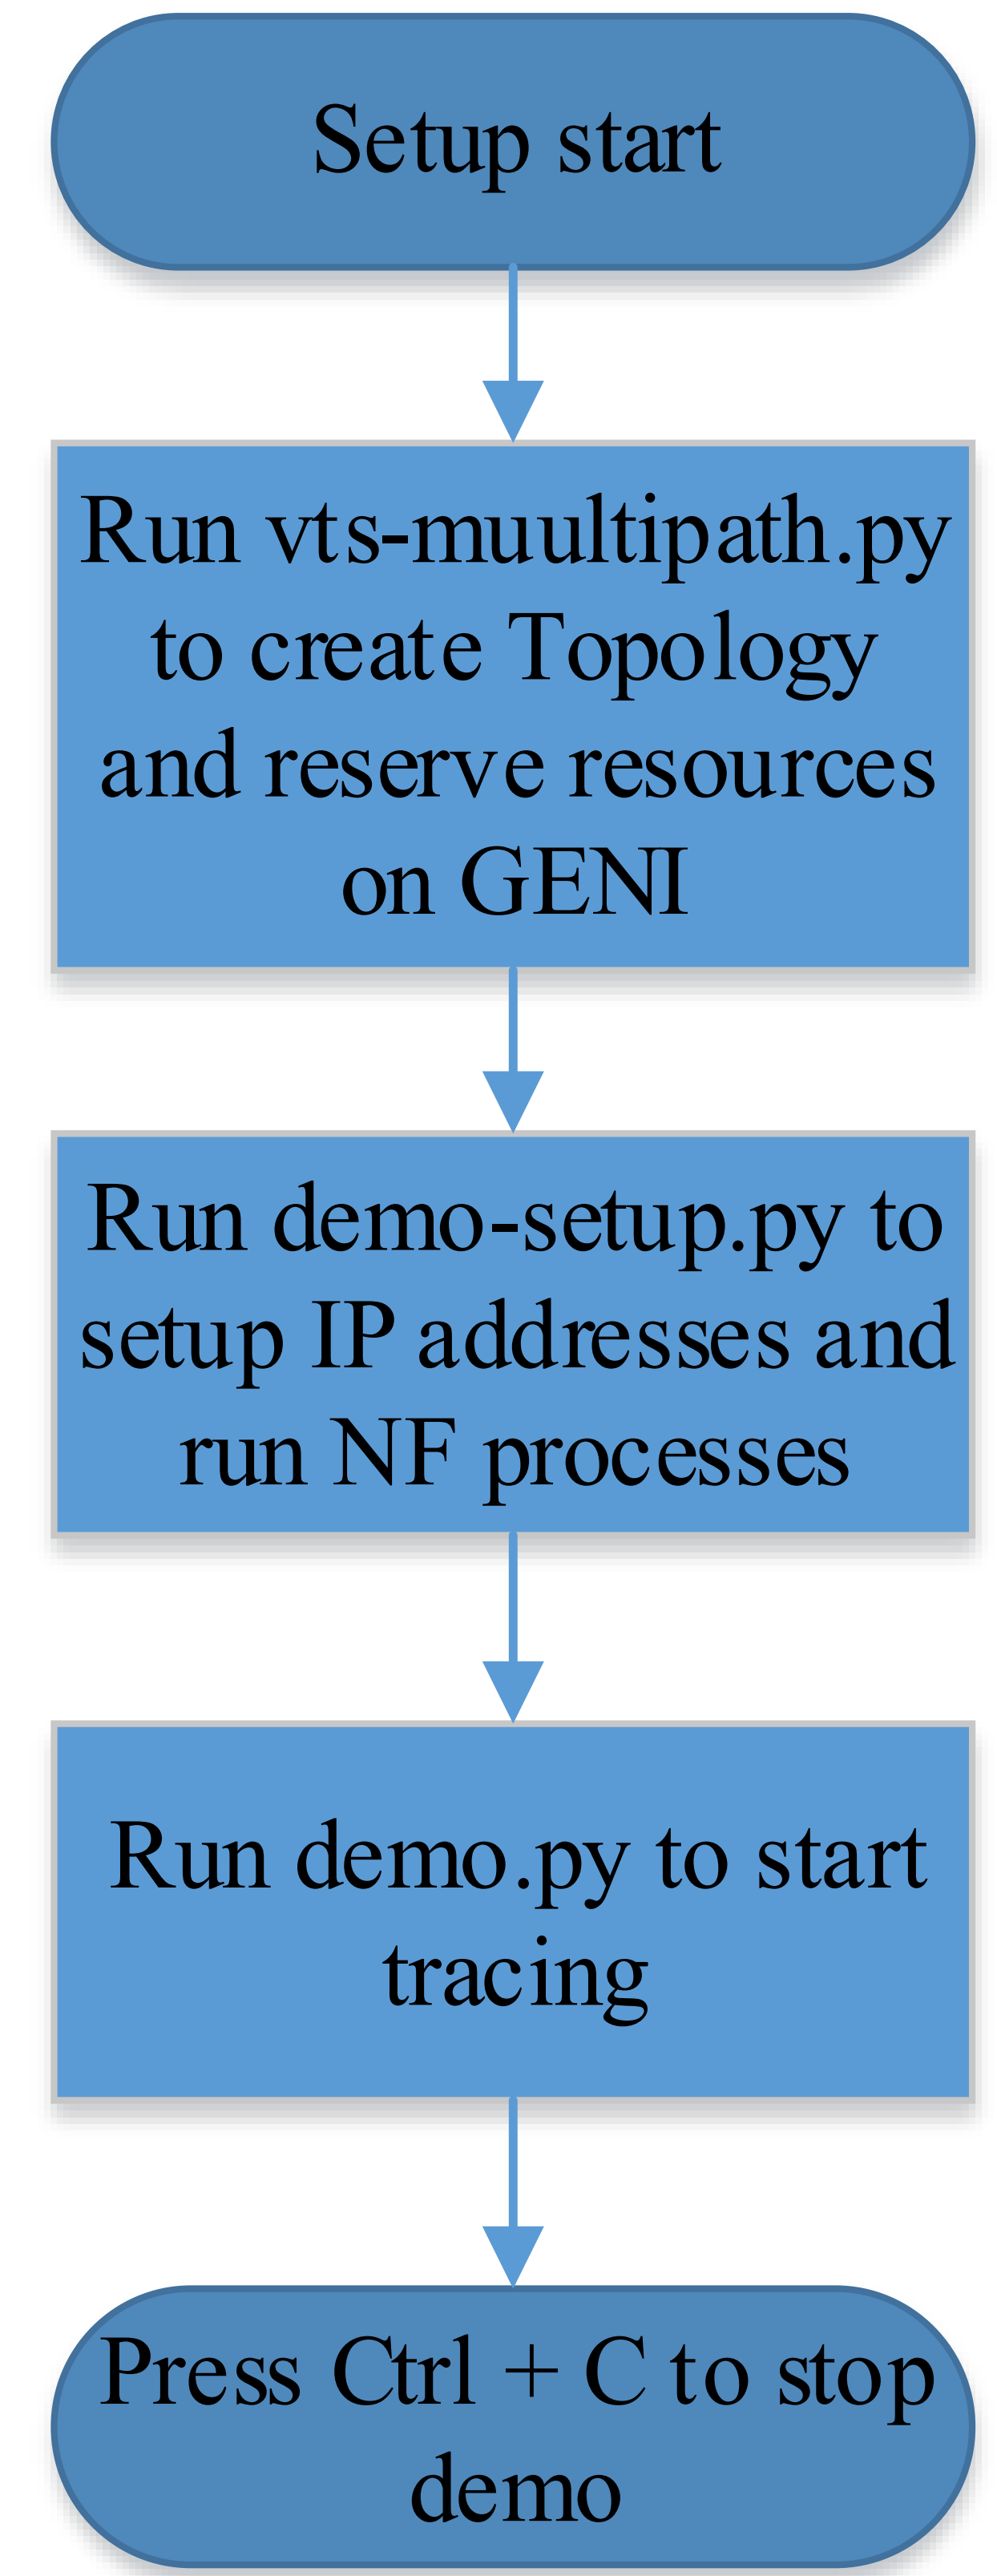 Setup start
Run vts-muultipath.py
to create Topology
and reserve resources
on GENI
Run demo-setup.py to
setup IP addresses and
run NF processes
Run demo.py to start
tracing
Press Ctrl + C to stop
demo